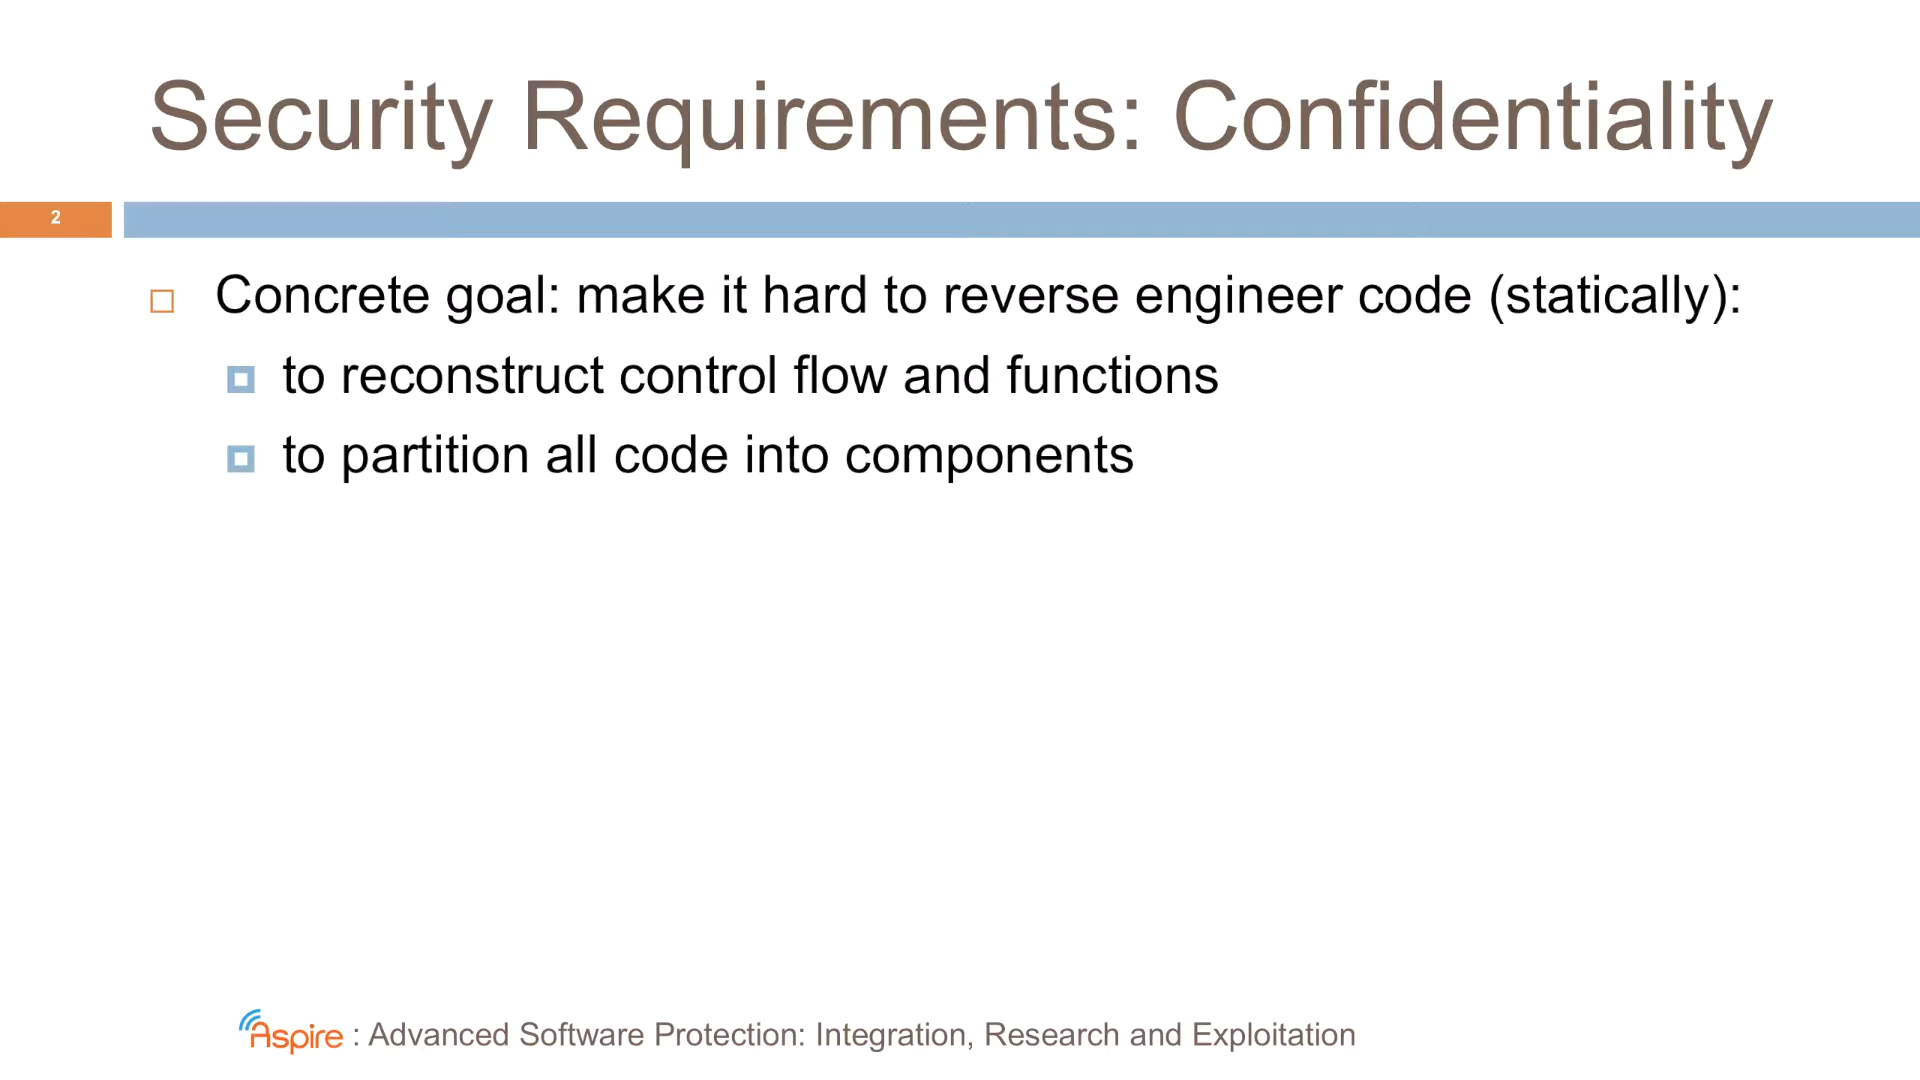 Security Requirements: Confidentiality
2
Concrete goal: make it hard to reverse engineer code (statically):
to reconstruct control flow and functions
to partition all code into components
Aspire : Advanced Software Protection: Integration, Research and Exploitation